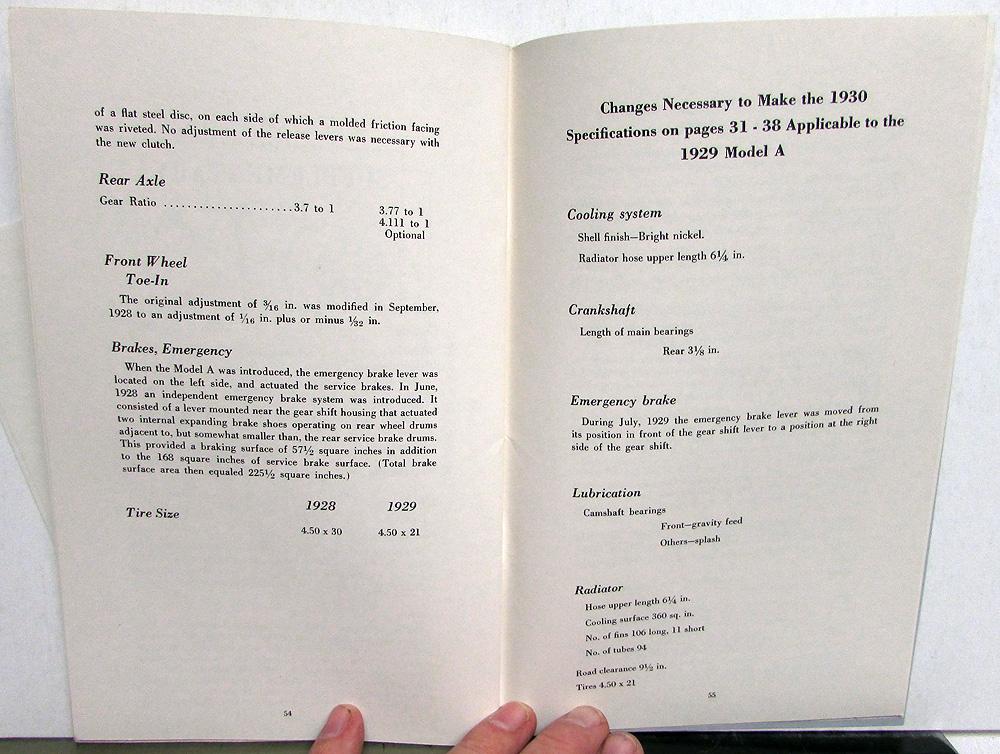 of a flat steel disc, on each side of which a molded friction facing
was riveted. No adjustment of the release levers was necessary with
the new clutch.
Rear Axle
Gear Ratio ......................3.7 to 1 3.77 to 1
4.111 to 1
Optional
Front Wheel
Toe-In
The original adjustment of 3⁄16 in. was modified in September,
1928 to an adjustment of 1⁄16 in. plus or minus 1⁄32 in.
Brakes, Emergency
When the Model A was introduced, the emergency brake lever was
located on the left side, and actuated the service brakes. In June,
1928 an independent emergency brake system was introduced. It
consisted of a lever mounted near the gear shift housing that actuated
two internal expanding brake shoes operating on rear wheel drums
adjacent to, but somewhat smaller than, the rear service brake drums.
This provided a braking surface of 57½ square inches in addition
to the 168 square inches of service brake surface. (Total brake
surface area then equaled 225½ square inches.)
1928 1929
Tire Size
4.50 x 30 4.50 x 21
54
Changes Necessary to Make the 1930
Specifications on pages 31 - 38 Applicable to the
1929 Model A
Cooling system
Shell finish—Bright nickel.
Radiator hose upper length 6¼ in.
Crankshaft
Length of main bearings
Rear 3⅛ in.
Emergency brake
During July, 1929 the emergency brake lever was moved from
its position in front of the gear shift lever to a position at the right
side of the gear shift.
Lubrication
Camshaft bearings
Front—gravity feed
Others—splash
Radiator
Hose upper length 6¼ in.
Cooling surface 360 sq. in.
No. of fins 106 long, 11 short
No. of tubes 94
Road clearance 9½ in.
Tires 4.50 x 21
55